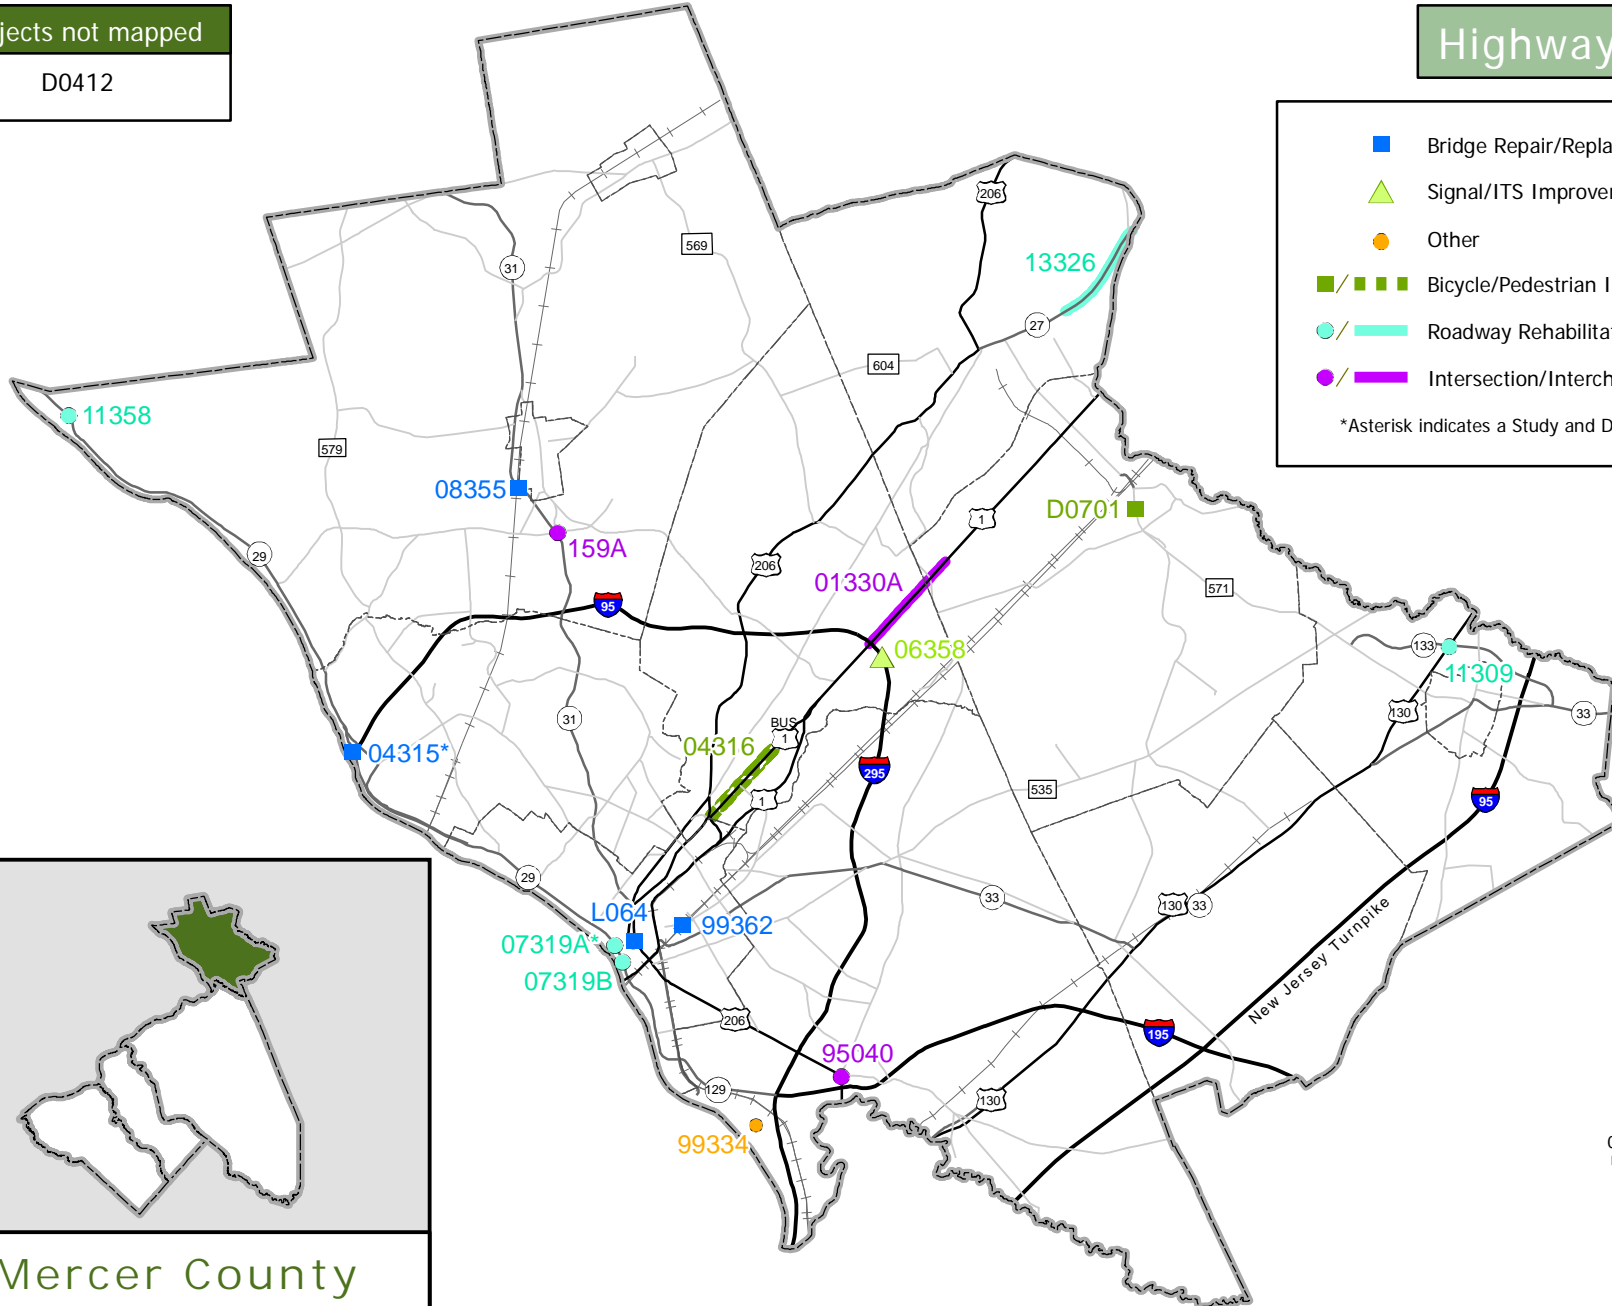 jects not mapped
D0412
Highway
Bridge Repair/Repla
Signal/ITS Improver
Other
Bicycle/Pedestrian I
Roadway Rehabilita
Intersection/Interch
*Asterisk indicates a Study and D
206
13326
569
31
27
604
11358
579
08355
D0701
1
159A
29
206
01330A
571
95
06358
133
11309
130
33
31
BUS
1
04316
04315*
295
535
1
95
29
33
130
33
L064
99362
07319A*
07319B
New Jersey Turnpike
206
195
95040
129
130
99334
Mercer County